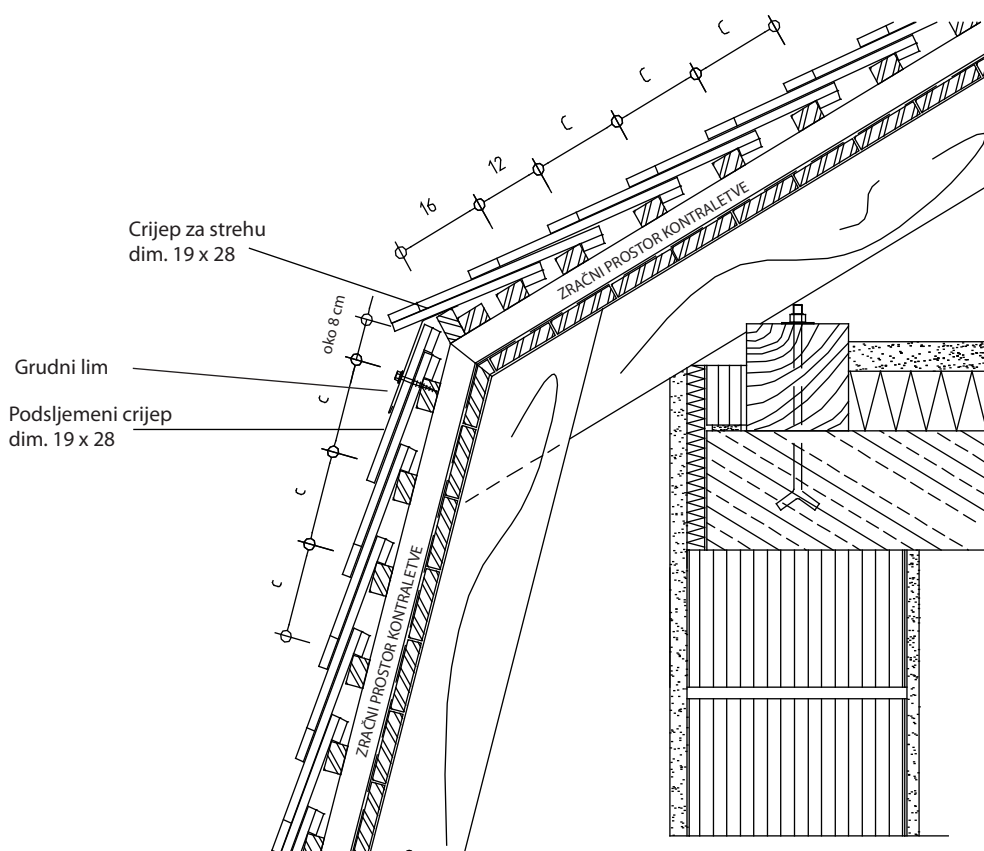 C
C
C
12
16
Crijep za strehu
dim. 19 x 28
ZRAČNI PROSTOR KONTRALETVE
oko 8 cm
Grudni lim
c
Podsljemeni crijep
dim. 19 x 28
c
c
ZRAČNI PROSTOR KONTRALETVE